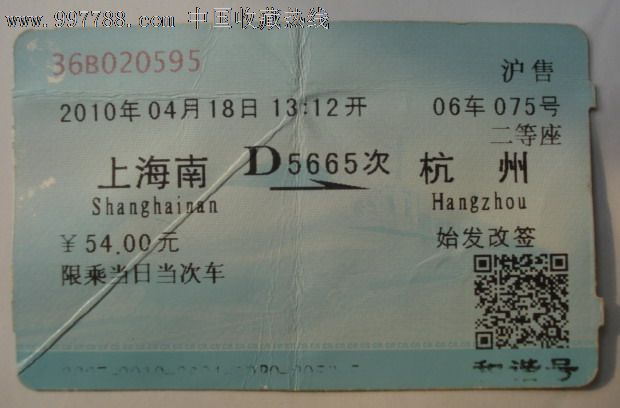 www.997788.com 中国收藏热线
36B020595
沪售
2010年04月18日 13:12开 06车 075号
二等座
上海南 D5665次 杭州
Shanghainan Hangzhou
￥54.00元 始发改签
限乘当日当次车
和谐号